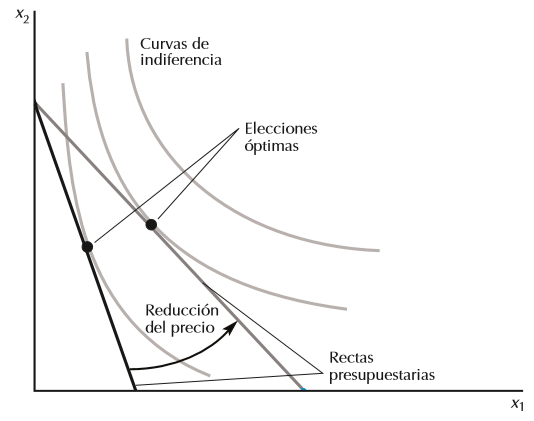 x2
Curvas de
indiferencia
Elecciones
óptimas
Reducción
del precio
Rectas
presupuestarias
x1